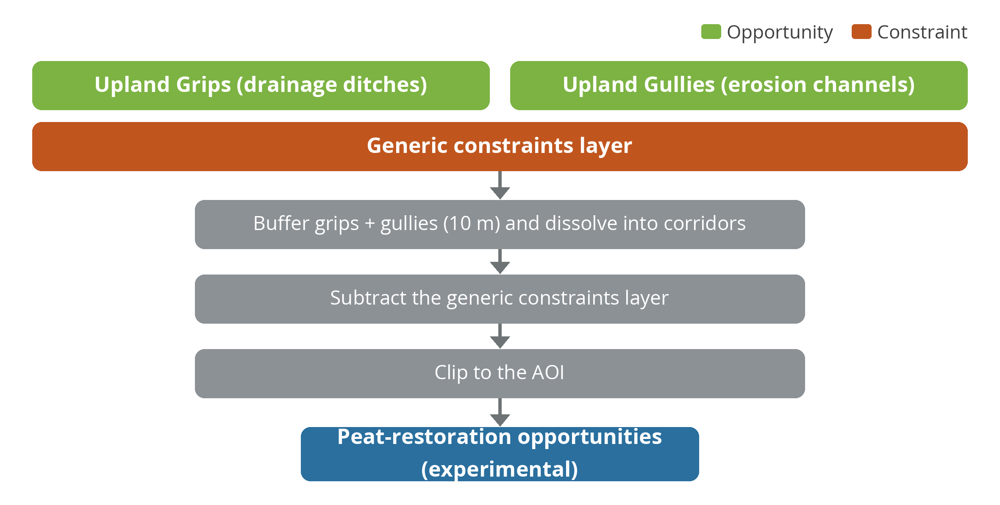 Opportunity Constraint
Upland Grips (drainage ditches) Upland Gullies (erosion channels)
Generic constraints layer
Buffer grips + gullies (10 m) and dissolve into corridors
Subtract the generic constraints layer
Clip to the AOI
Peat-restoration opportunities
(experimental)